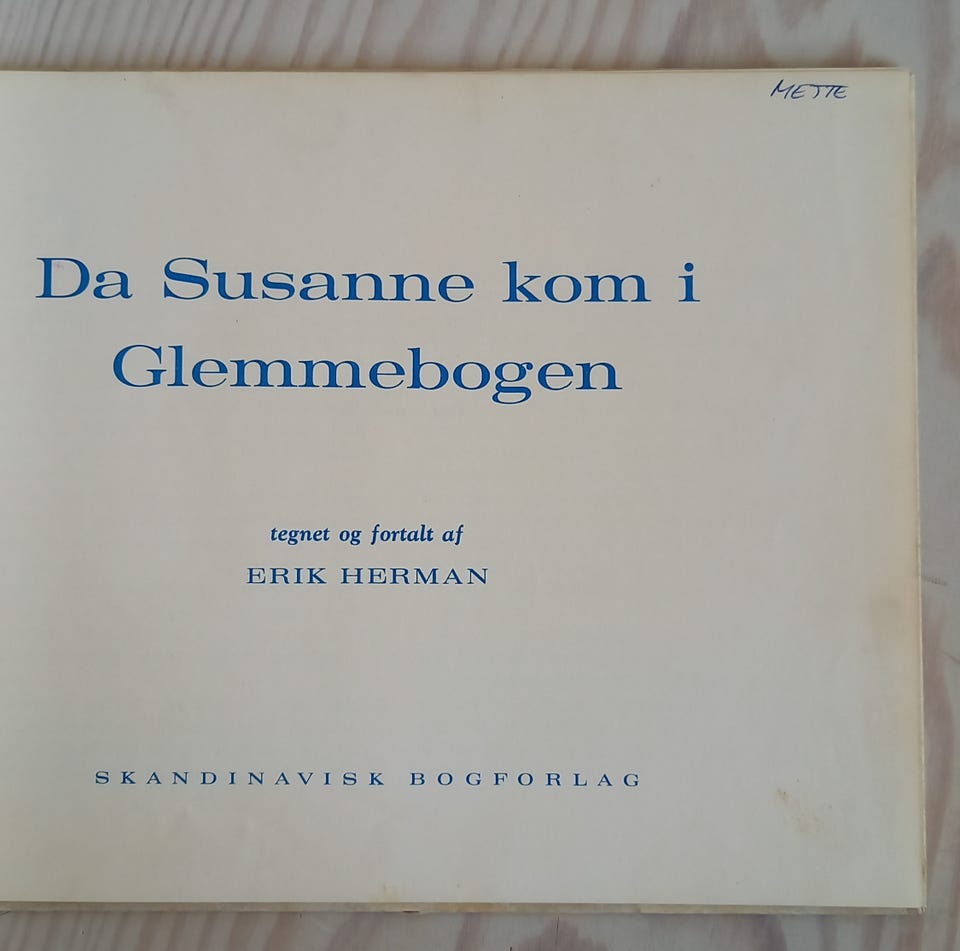 METTE
Da Susanne kom i
Glemmebogen
tegnet og fortalt af
ERIK HERMAN
SKANDINAVISK BOGFORLAG